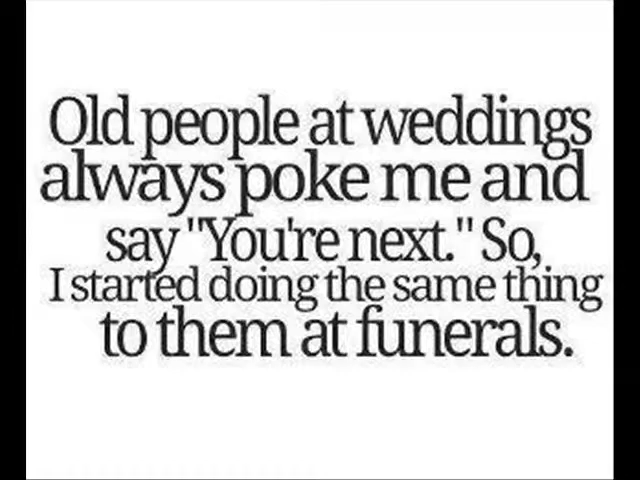 Old people at weddings
always poke me and
say "You're next." So,
I started doing the same thing
to them at funerals.